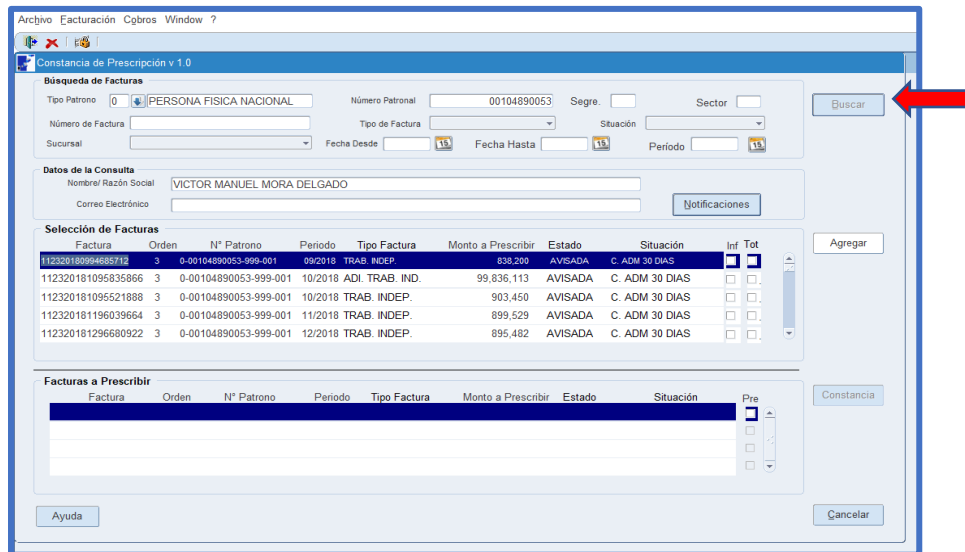 Archivo Facturación Cobros Window ?
Constancia de Prescripción v 1.0
Búsqueda de Facturas
Tipo Patrono 0 PERSONA FISICA NACIONAL Número Patronal 00104890053 Segre. Sector Buscar
Número de Factura Tipo de Factura Situación
Sucursal Fecha Desde 15 Fecha Hasta 15 Período 15
Datos de la Consulta
Nombre/ Razón Social VICTOR MANUEL MORA DELGADO
Correo Electrónico Notificaciones
Selección de Facturas
Factura Orden N° Patrono Periodo Tipo Factura Monto a Prescribir Estado Situación Inf Tot Agregar
112320180994685712 3 0-00104890053-999-001 09/2018 TRAB. INDEP. 838,200 AVISADA C. ADM 30 DIAS
112320181095835866 3 0-00104890053-999-001 10/2018 ADI. TRAB. IND. 99,836,113 AVISADA C. ADM 30 DIAS
112320181095521888 3 0-00104890053-999-001 10/2018 TRAB. INDEP. 903,450 AVISADA C. ADM 30 DIAS
112320181196039664 3 0-00104890053-999-001 11/2018 TRAB. INDEP. 899,529 AVISADA C. ADM 30 DIAS
112320181296680922 3 0-00104890053-999-001 12/2018 TRAB. INDEP. 895,482 AVISADA C. ADM 30 DIAS
Facturas a Prescribir
Factura Orden N° Patrono Periodo Tipo Factura Monto a Prescribir Estado Situación Pre Constancia
Ayuda Cancelar